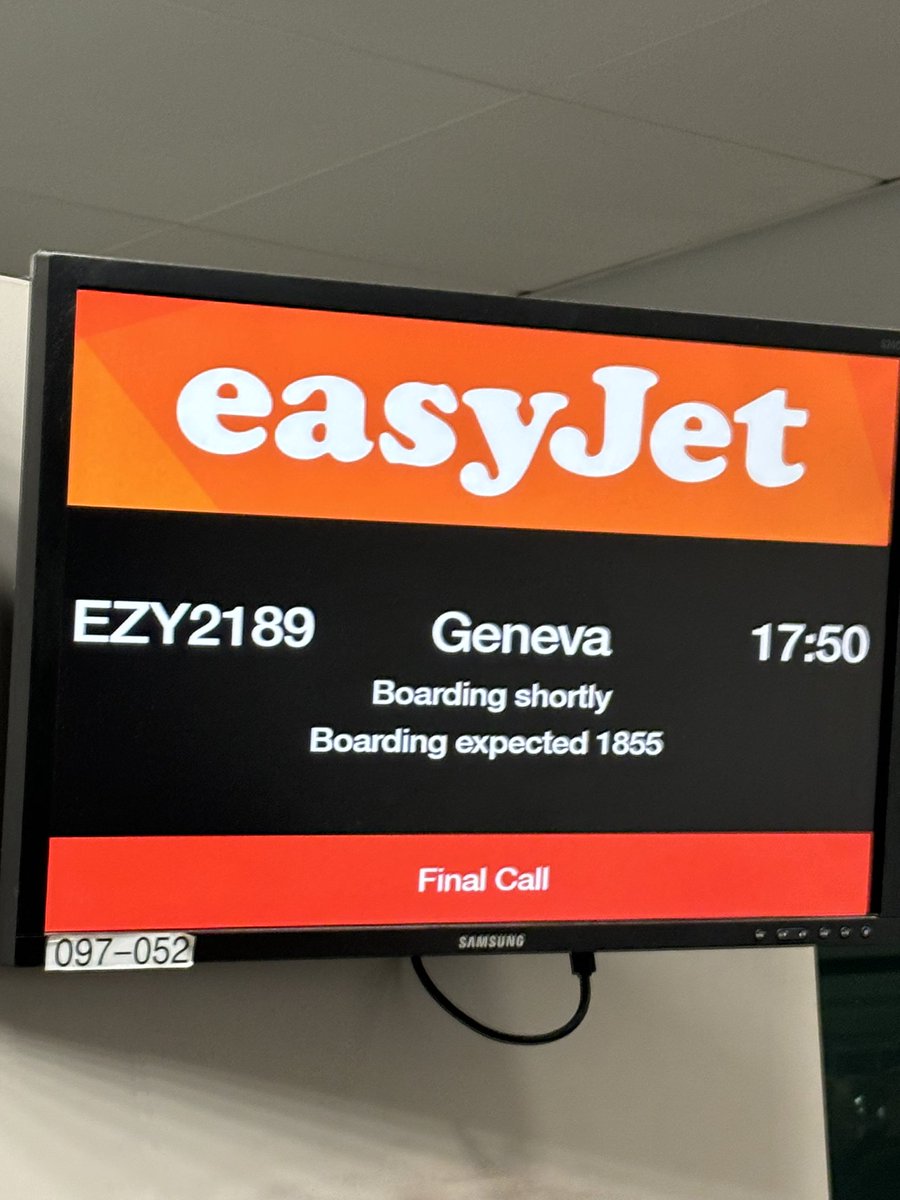 easyJet
EZY2189 Geneva 17:50
Boarding shortly
Boarding expected 1855
Final Call
097-052
SAMSUNG